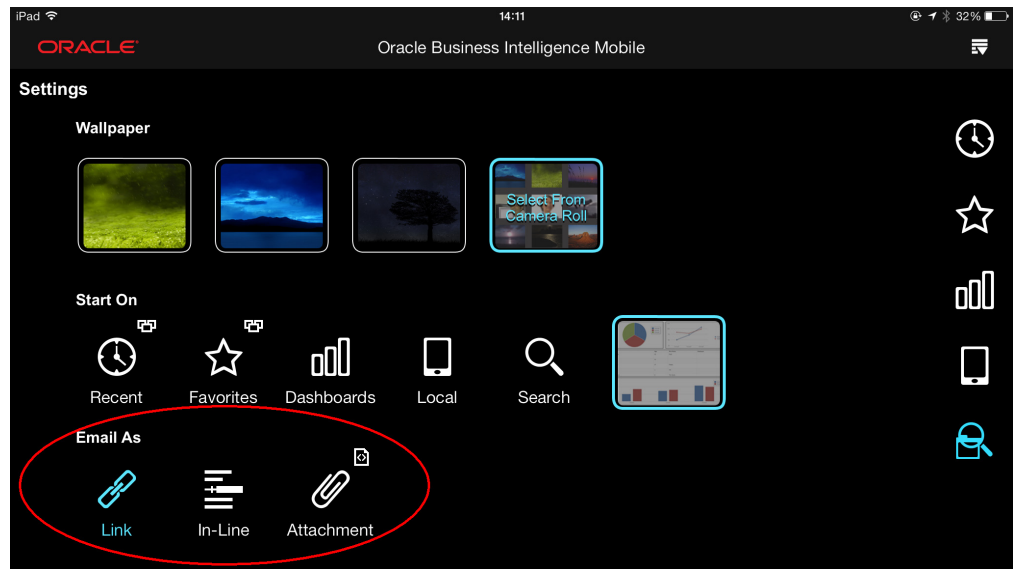 iPad 14:11 32%
ORACLE Oracle Business Intelligence Mobile
Settings
Wallpaper
Select From
Camera Roll
Start On
Recent Favorites Dashboards Local Search
Email As
Link In-Line Attachment